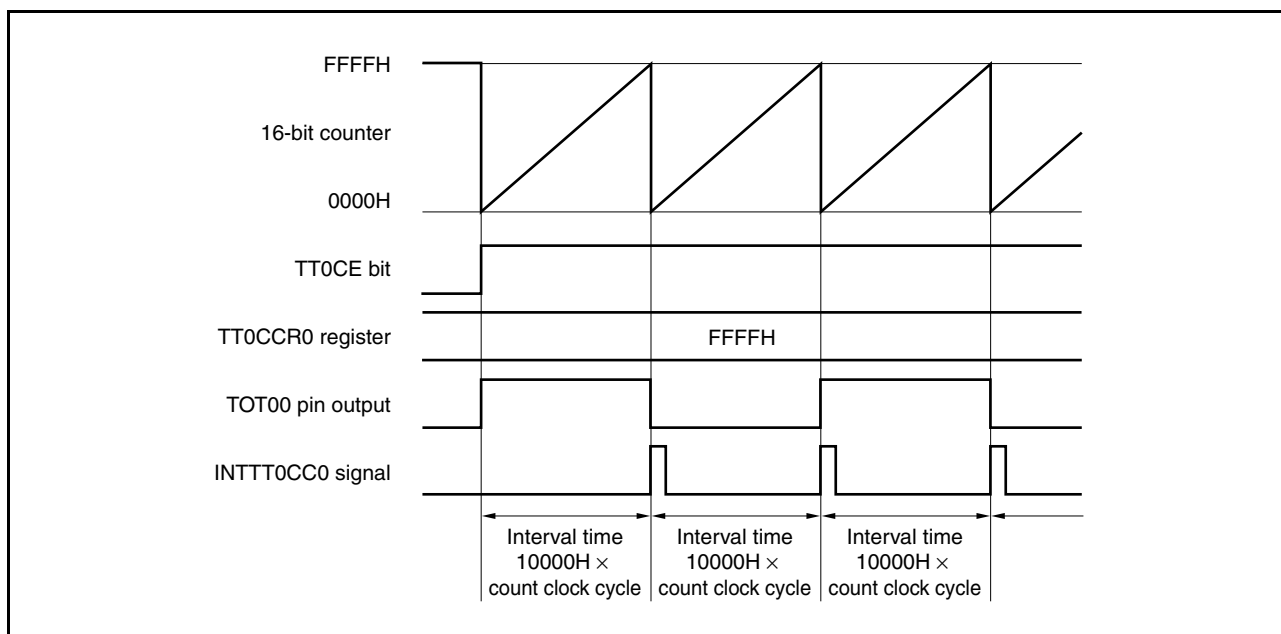 FFFFH
16-bit counter
0000H
TT0CE bit
TT0CCR0 register
FFFFH
TOT00 pin output
INTTT0CC0 signal
Interval time
10000H ×
count clock cycle
Interval time
10000H ×
count clock cycle
Interval time
10000H ×
count clock cycle